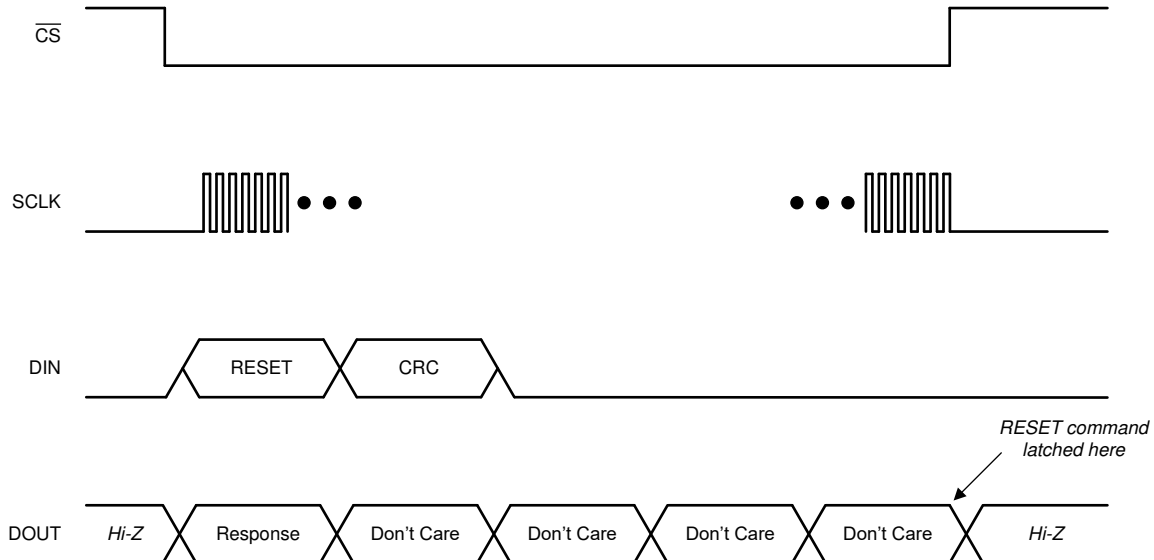 CS
SCLK
DIN
RESET
CRC
RESET command
latched here
DOUT
Hi-Z
Response
Don't Care
Don't Care
Don't Care
Don't Care
Hi-Z